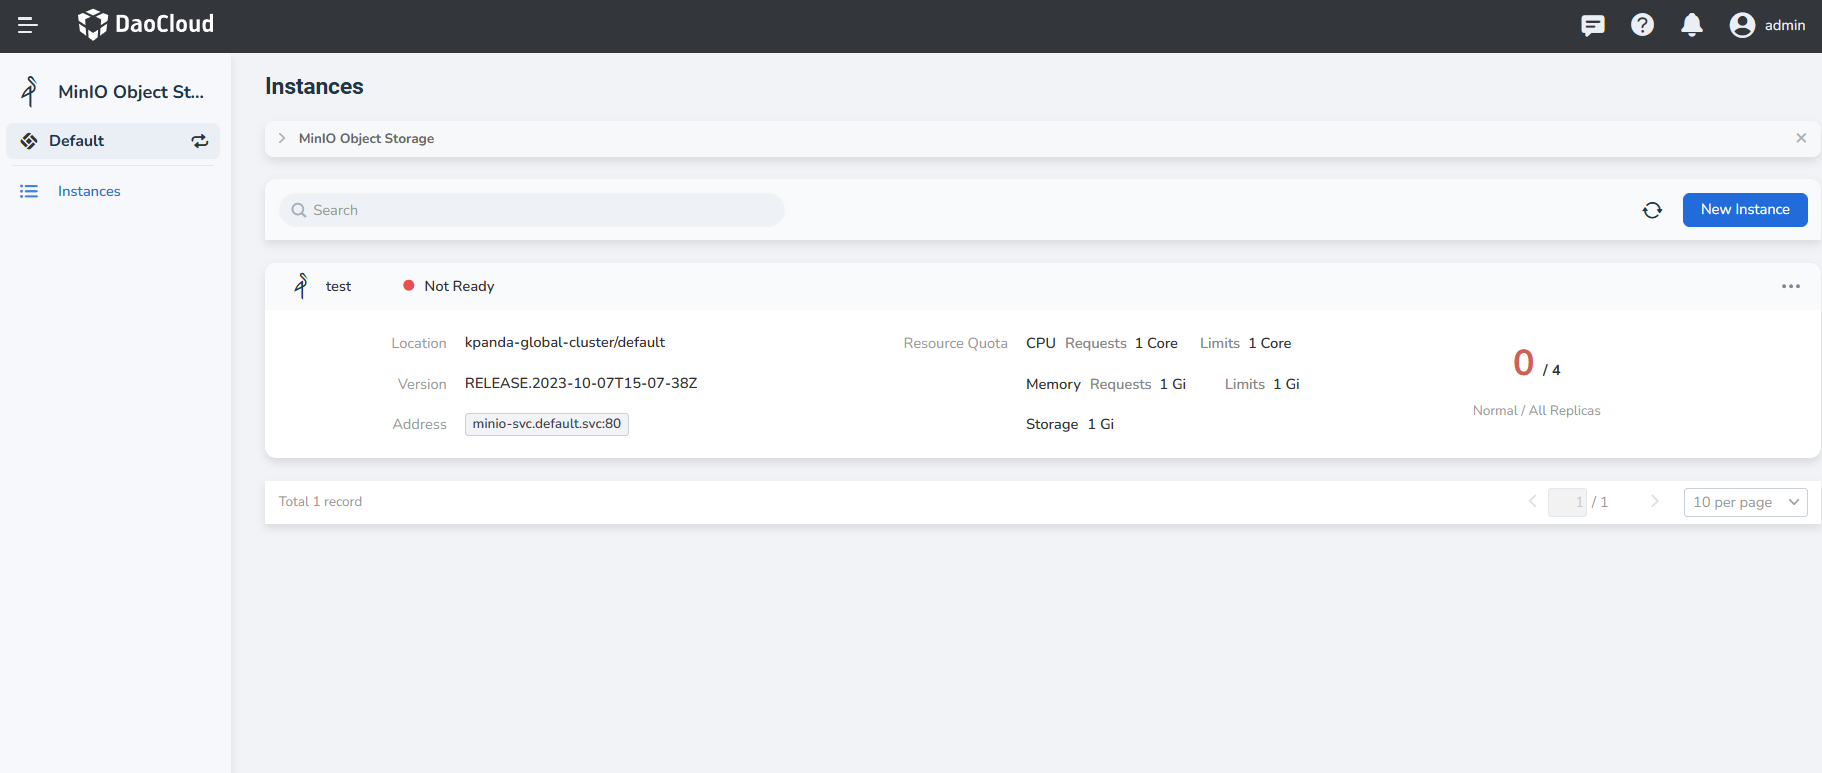 DaoCloud
admin
MinIO Object St...
Default
Instances
Instances
MinIO Object Storage
Search
New Instance
test Not Ready
Location kpanda-global-cluster/default
Version RELEASE.2023-10-07T15-07-38Z
Address minio-svc.default.svc:80
Resource Quota CPU Requests 1 Core Limits 1 Core
Memory Requests 1 Gi Limits 1 Gi
Storage 1 Gi
0 / 4
Normal / All Replicas
Total 1 record
1 / 1
10 per page